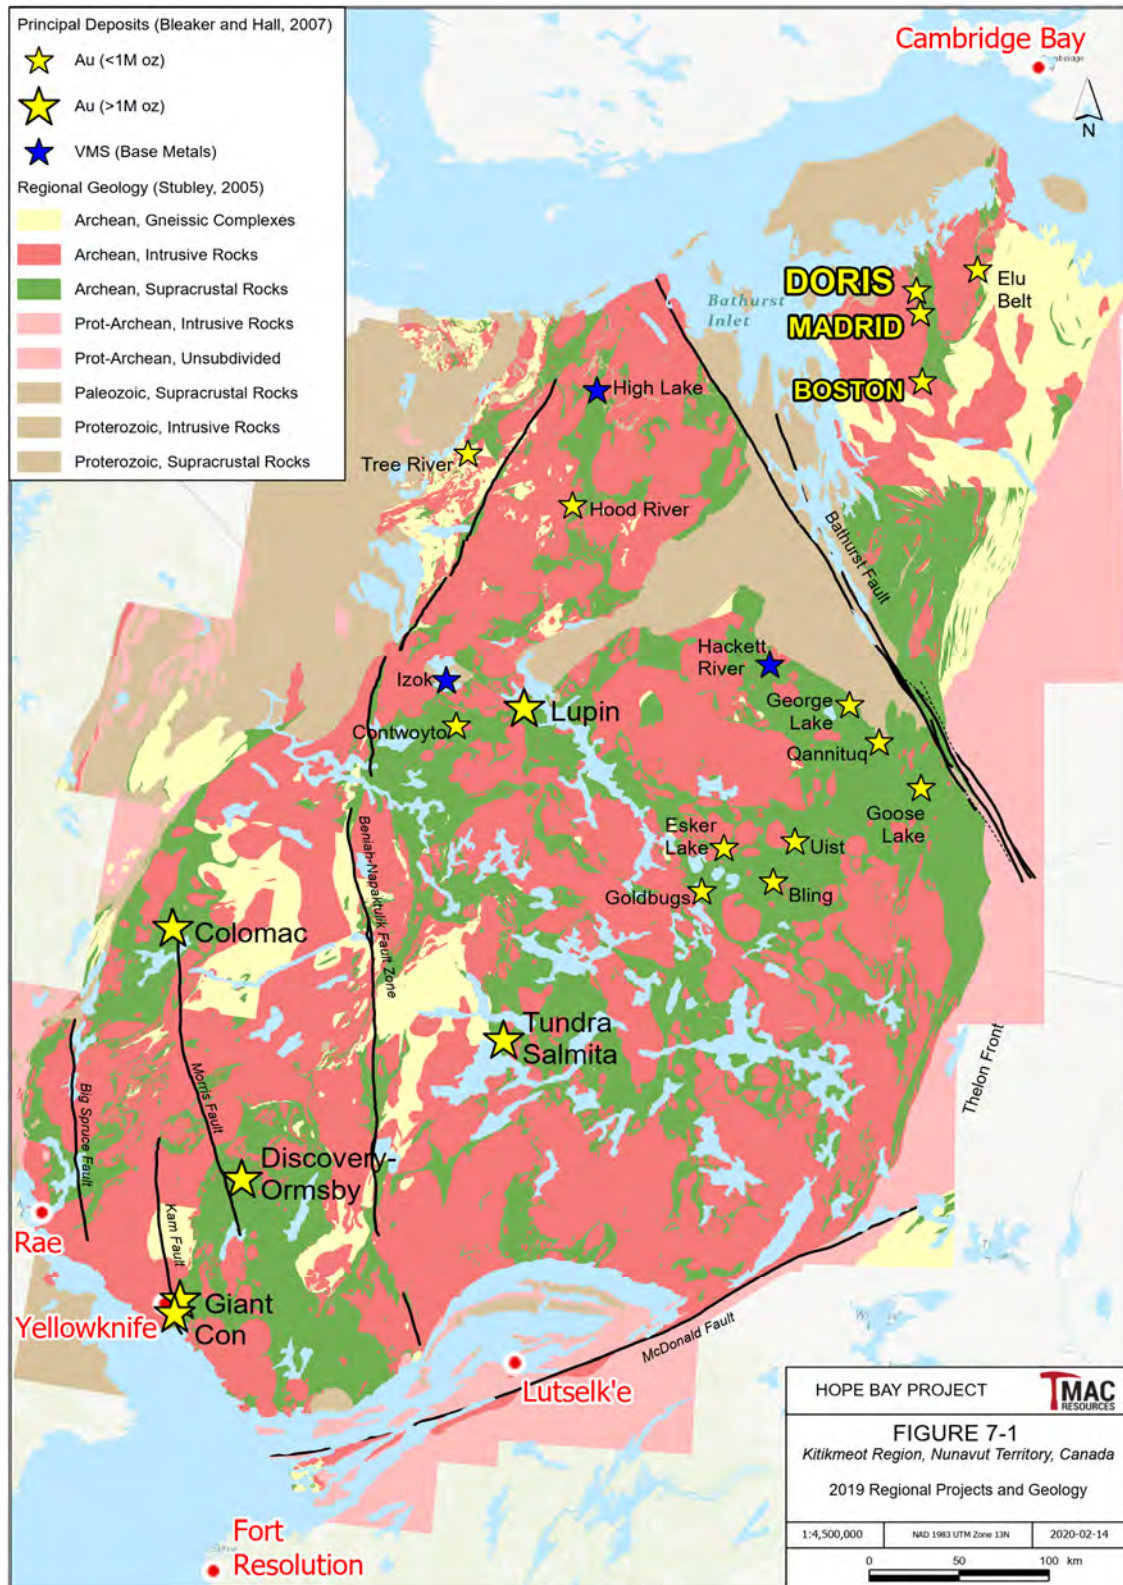 Principal Deposits (Bleaker and Hall, 2007)
Au (<1M oz)
Au (>1M oz)
VMS (Base Metals)
Regional Geology (Stubley, 2005)
Archean, Gneissic Complexes
Archean, Intrusive Rocks
Archean, Supracrustal Rocks
Prot-Archean, Intrusive Rocks
Prot-Archean, Unsubdivided
Paleozoic, Supracrustal Rocks
Proterozoic, Intrusive Rocks
Proterozoic, Supracrustal Rocks
Cambridge Bay
N
Bathurst
Inlet
DORIS
MADRID
BOSTON
Elu
Belt
High Lake
Tree River
Hood River
Bathurst Fault
Hackett
River
Izok
Lupin
Contwoyto
George
Lake
Qannituq
Goose
Lake
Esker
Lake
Uist
Goldbugs
Bling
Beniah-Napaktulik Fault Zone
Colomac
Tundra
Salmita
Thelon Front
Big Spruce Fault
Morris Fault
Discovery-
Ormsby
Kam Fault
Rae
Yellowknife
Giant
Con
McDonald Fault
Lutselk'e
Fort
Resolution
HOPE BAY PROJECT
TMAC
RESOURCES
FIGURE 7-1
Kitikmeot Region, Nunavut Territory, Canada
2019 Regional Projects and Geology
1:4,500,000
NAD 1983 UTM Zone 13N
2020-02-14
0 50 100 km